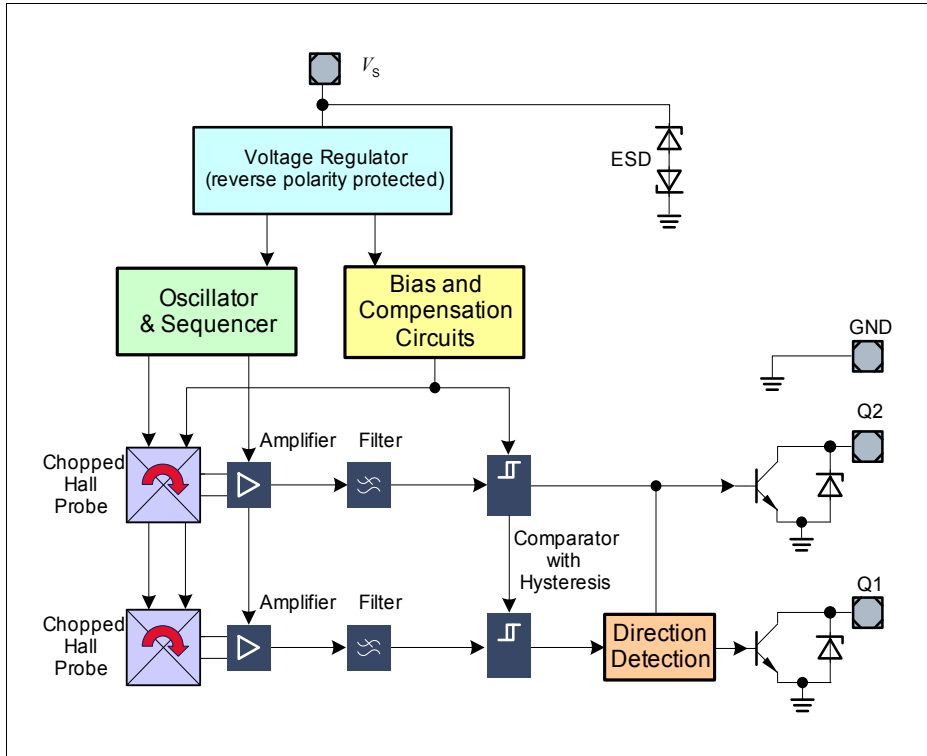 VS
Voltage Regulator
(reverse polarity protected)
ESD
Oscillator
& Sequencer
Bias and
Compensation
Circuits
GND
Q2
Amplifier
Filter
Chopped
Hall
Probe
Comparator
with
Hysteresis
Q1
Amplifier
Filter
Chopped
Hall
Probe
Direction
Detection